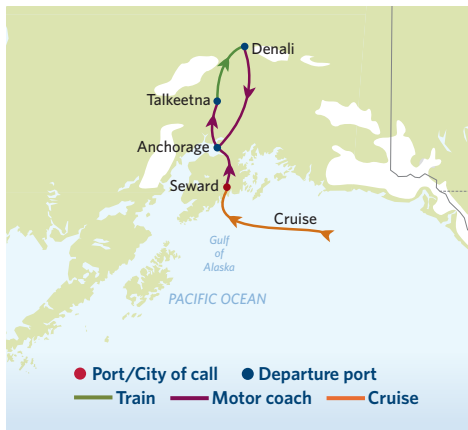 Denali
Talkeetna
Anchorage
Seward
Cruise
Gulf
of
Alaska
PACIFIC OCEAN
Port/City of call Departure port
Train Motor coach Cruise